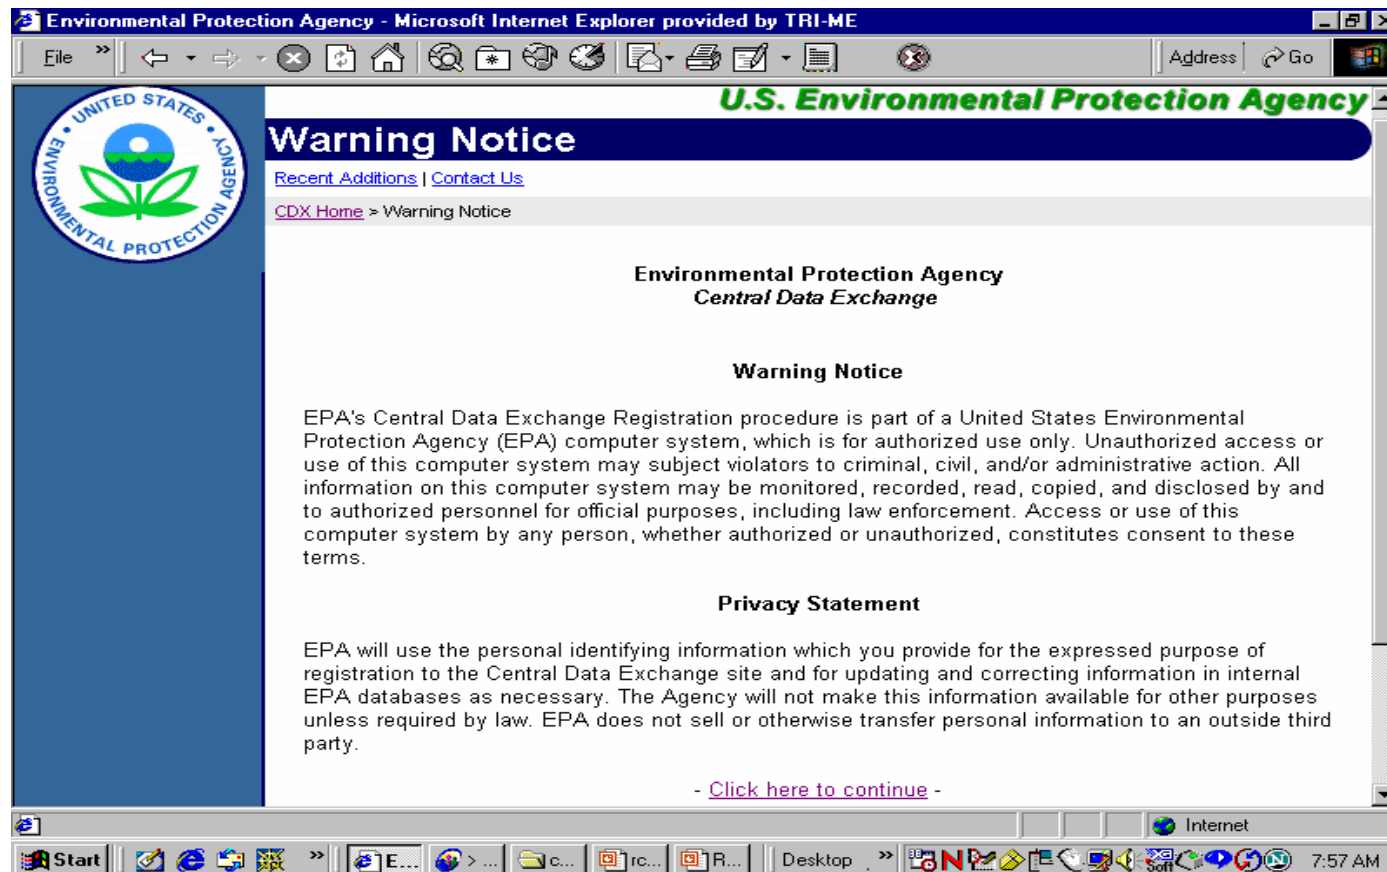 Environmental Protection Agency - Microsoft Internet Explorer provided by TRI-ME
File » Address Go
UNITED STATES ENVIRONMENTAL PROTECTION AGENCY
U.S. Environmental Protection Agency
Warning Notice
Recent Additions | Contact Us
CDX Home > Warning Notice
Environmental Protection Agency
Central Data Exchange
Warning Notice
EPA's Central Data Exchange Registration procedure is part of a United States Environmental
Protection Agency (EPA) computer system, which is for authorized use only. Unauthorized access or
use of this computer system may subject violators to criminal, civil, and/or administrative action. All
information on this computer system may be monitored, recorded, read, copied, and disclosed by and
to authorized personnel for official purposes, including law enforcement. Access or use of this
computer system by any person, whether authorized or unauthorized, constitutes consent to these
terms.
Privacy Statement
EPA will use the personal identifying information which you provide for the expressed purpose of
registration to the Central Data Exchange site and for updating and correcting information in internal
EPA databases as necessary. The Agency will not make this information available for other purposes
unless required by law. EPA does not sell or otherwise transfer personal information to an outside third
party.
- Click here to continue -
Internet
Start » E... > ... c... rc... R... Desktop » 7:57 AM